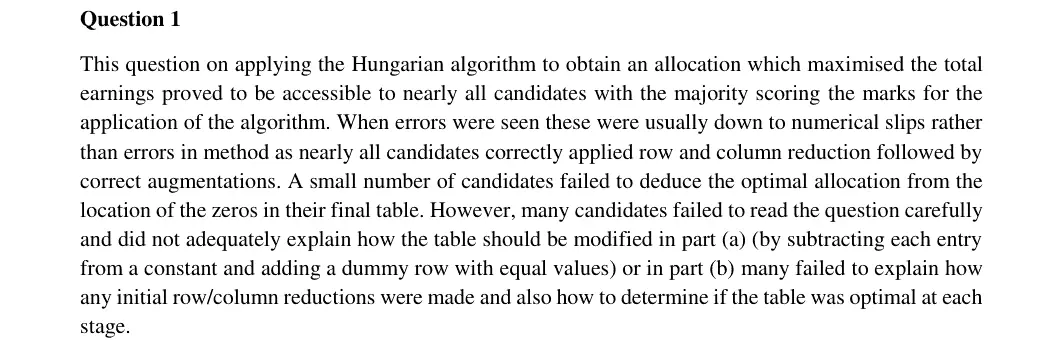 Question 1
This question on applying the Hungarian algorithm to obtain an allocation which maximised the total
earnings proved to be accessible to nearly all candidates with the majority scoring the marks for the
application of the algorithm. When errors were seen these were usually down to numerical slips rather
than errors in method as nearly all candidates correctly applied row and column reduction followed by
correct augmentations. A small number of candidates failed to deduce the optimal allocation from the
location of the zeros in their final table. However, many candidates failed to read the question carefully
and did not adequately explain how the table should be modified in part (a) (by subtracting each entry
from a constant and adding a dummy row with equal values) or in part (b) many failed to explain how
any initial row/column reductions were made and also how to determine if the table was optimal at each
stage.